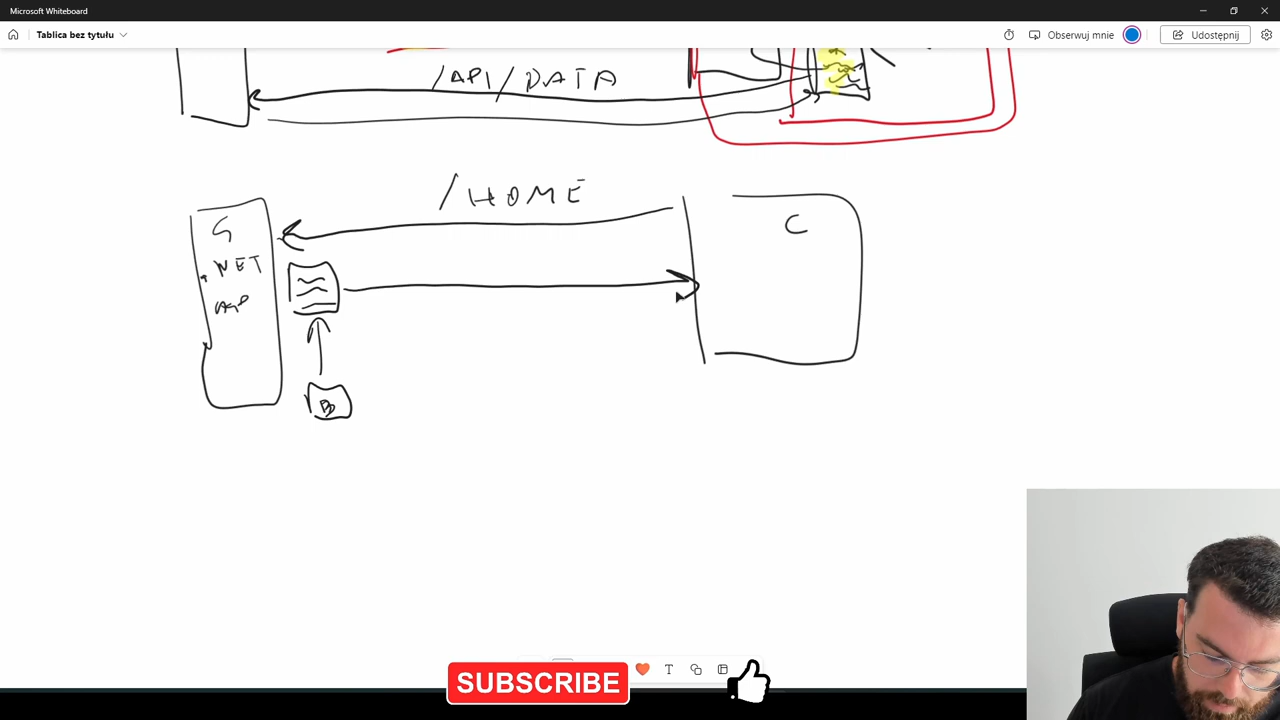 Microsoft Whiteboard
Tablica bez tytułu
Obserwuj mnie
Udostępnij
/API/DATA
/HOME
S
.NET
C
B
T
SUBSCRIBE